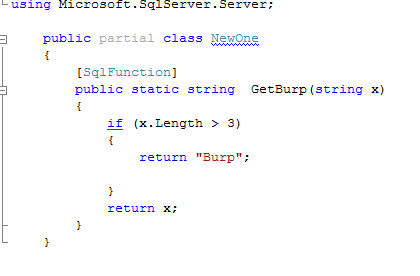 using Microsoft.SqlServer.Server;
public partial class NewOne
{
[SqlFunction]
public static string  GetBurp(string x)
{
if (x.Length > 3)
{
return "Burp";
}
return x;
}
}